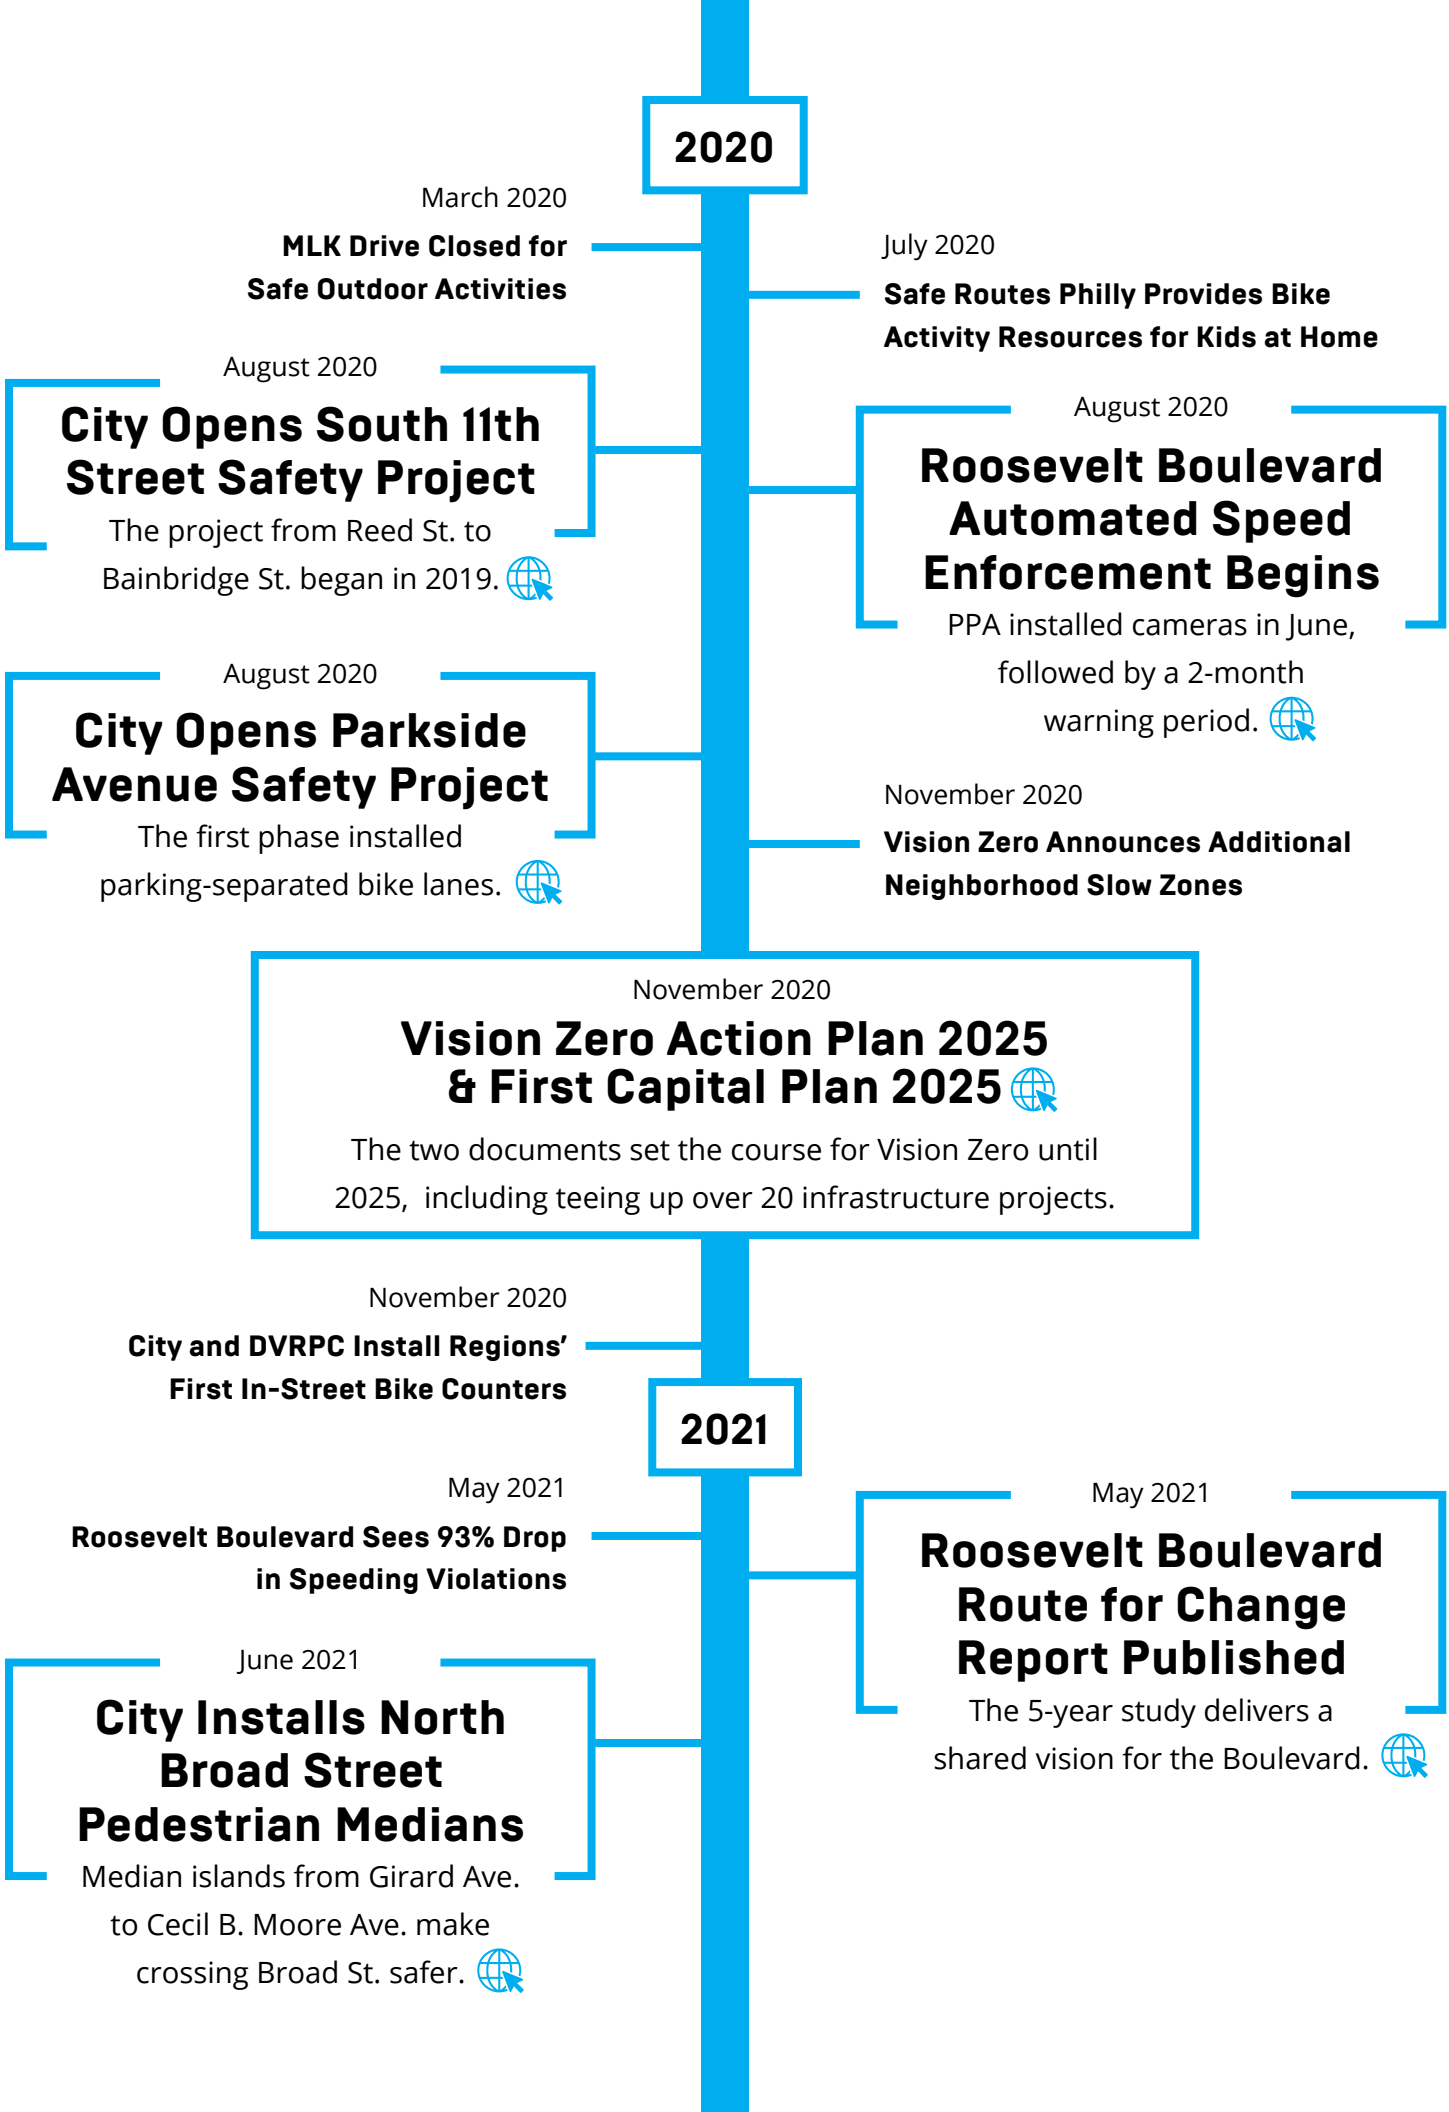 2020
March 2020
MLK Drive Closed for
Safe Outdoor Activities
July 2020
Safe Routes Philly Provides Bike
Activity Resources for Kids at Home
August 2020
City Opens South 11th
Street Safety Project
The project from Reed St. to
Bainbridge St. began in 2019.
August 2020
Roosevelt Boulevard
Automated Speed
Enforcement Begins
PPA installed cameras in June,
followed by a 2-month
warning period.
August 2020
City Opens Parkside
Avenue Safety Project
The first phase installed
parking-separated bike lanes.
November 2020
Vision Zero Announces Additional
Neighborhood Slow Zones
November 2020
Vision Zero Action Plan 2025
& First Capital Plan 2025
The two documents set the course for Vision Zero until
2025,  including teeing up over 20 infrastructure projects.
November 2020
City and DVRPC Install Regions’
First In-Street Bike Counters
2021
May 2021
Roosevelt Boulevard Sees 93% Drop
in Speeding Violations
May 2021
Roosevelt Boulevard
Route for Change
Report Published
The 5-year study delivers a
shared vision for the Boulevard.
June 2021
City Installs North
Broad Street
Pedestrian Medians
Median islands from Girard Ave.
to Cecil B. Moore Ave. make
crossing Broad St. safer.